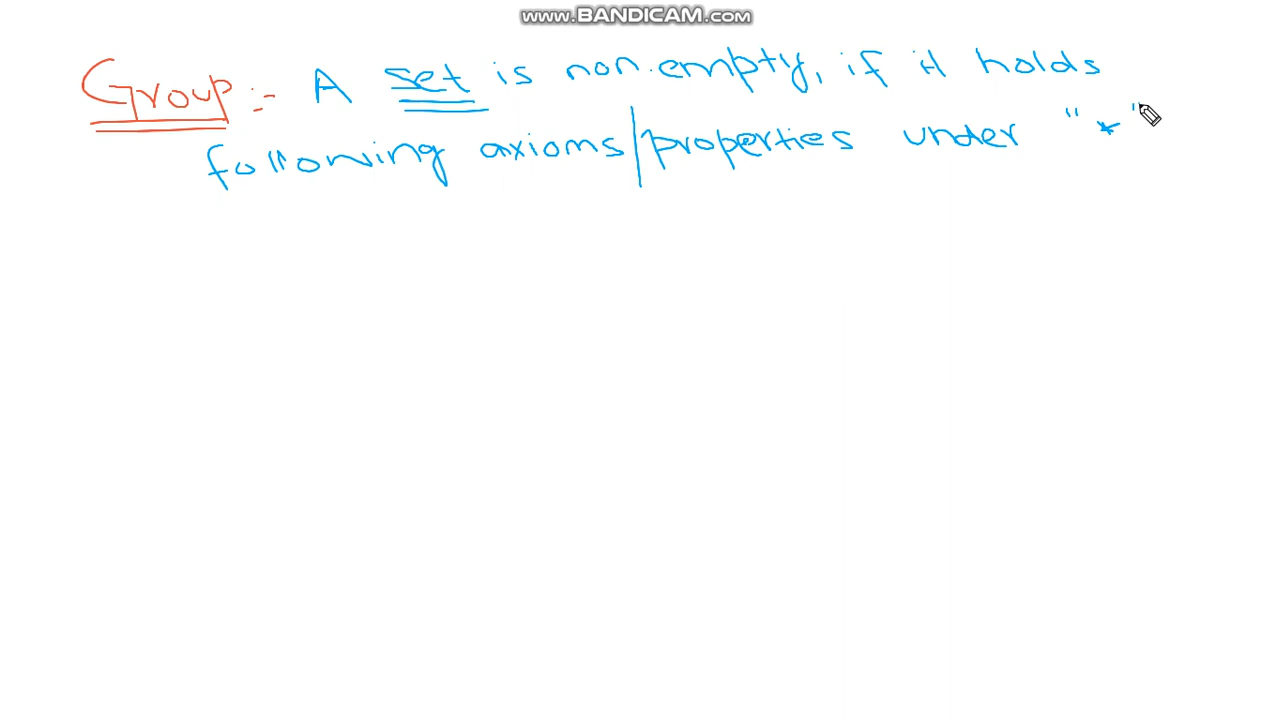 www.BANDICAM.com
Group :- A set is non-empty, if it holds
following axioms/properties under "*"